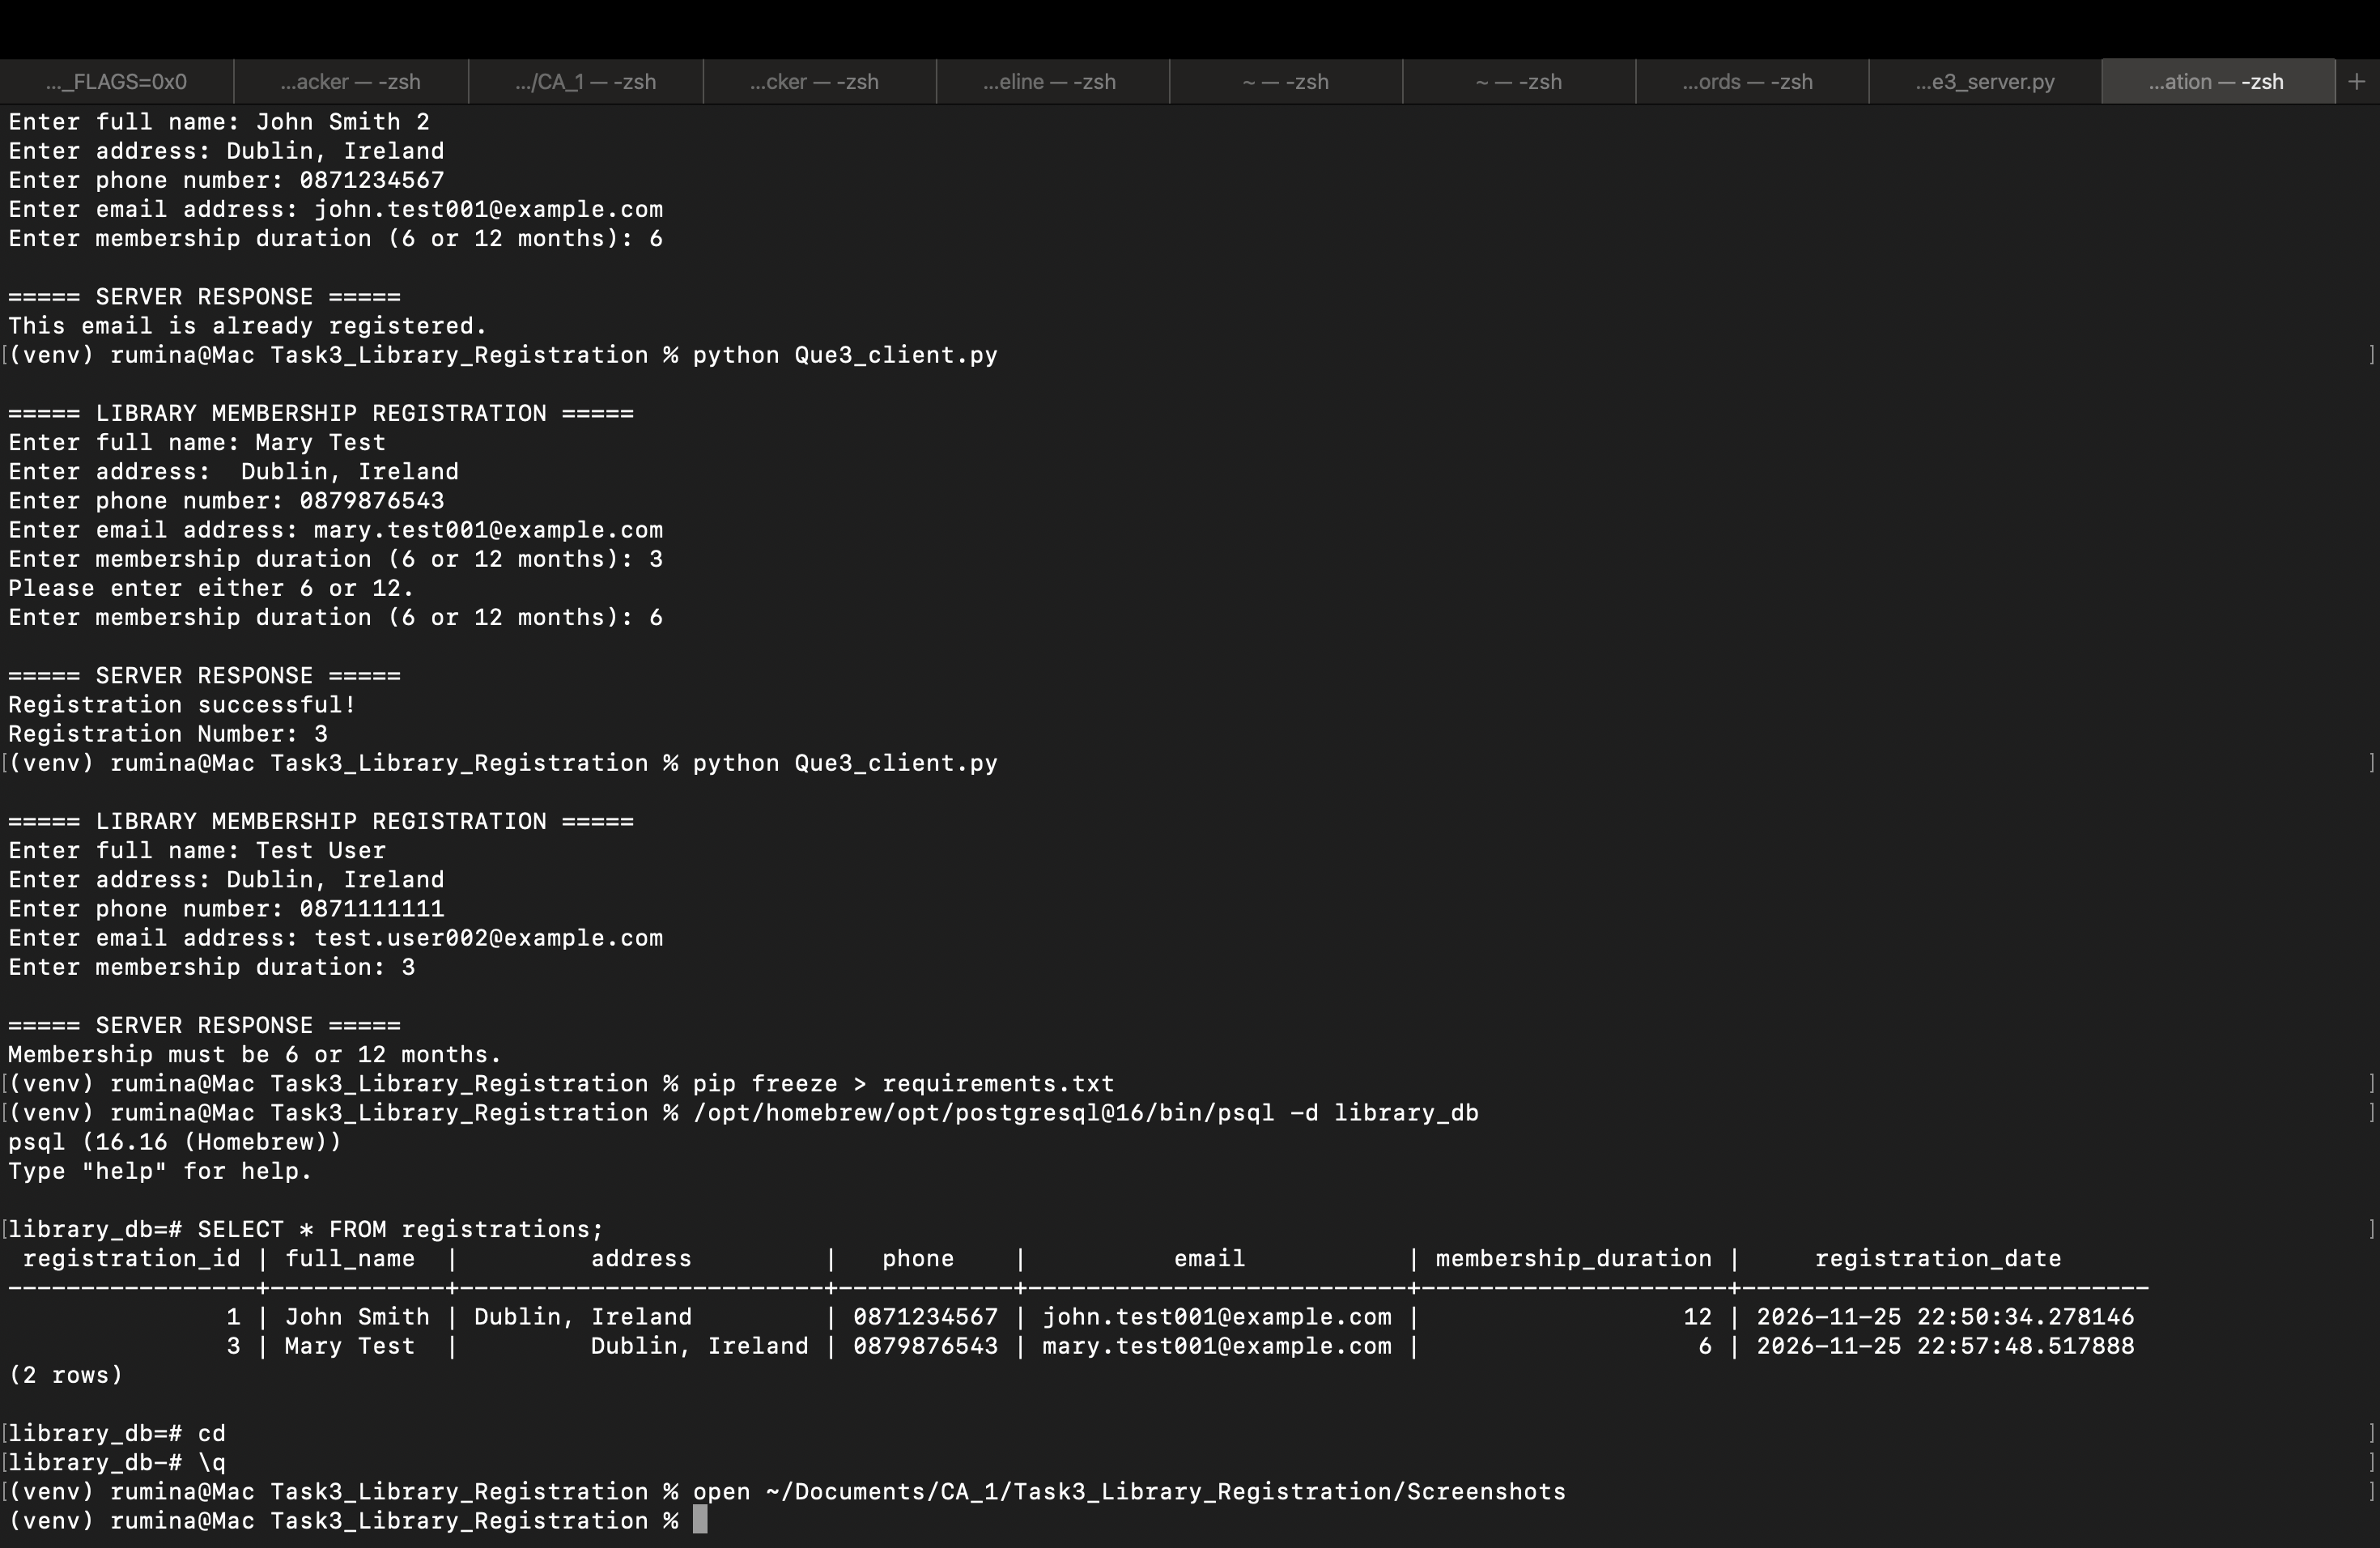 ..._FLAGS=0x0 ...acker — -zsh .../CA_1 — -zsh ...cker — -zsh ...eline — -zsh ~ — -zsh ~ — -zsh ...ords — -zsh ...e3_server.py ...ation — -zsh +
Enter full name: John Smith 2
Enter address: Dublin, Ireland
Enter phone number: 0871234567
Enter email address: john.test001@example.com
Enter membership duration (6 or 12 months): 6
===== SERVER RESPONSE =====
This email is already registered.
[(venv) rumina@Mac Task3_Library_Registration % python Que3_client.py ]
===== LIBRARY MEMBERSHIP REGISTRATION =====
Enter full name: Mary Test
Enter address:  Dublin, Ireland
Enter phone number: 0879876543
Enter email address: mary.test001@example.com
Enter membership duration (6 or 12 months): 3
Please enter either 6 or 12.
Enter membership duration (6 or 12 months): 6
===== SERVER RESPONSE =====
Registration successful!
Registration Number: 3
[(venv) rumina@Mac Task3_Library_Registration % python Que3_client.py ]
===== LIBRARY MEMBERSHIP REGISTRATION =====
Enter full name: Test User
Enter address: Dublin, Ireland
Enter phone number: 0871111111
Enter email address: test.user002@example.com
Enter membership duration: 3
===== SERVER RESPONSE =====
Membership must be 6 or 12 months.
[(venv) rumina@Mac Task3_Library_Registration % pip freeze > requirements.txt ]
[(venv) rumina@Mac Task3_Library_Registration % /opt/homebrew/opt/postgresql@16/bin/psql -d library_db ]
psql (16.16 (Homebrew))
Type "help" for help.
[library_db=# SELECT * FROM registrations; ]
 registration_id | full_name  |         address         |   phone    |          email           | membership_duration |     registration_date
-----------------+------------+-------------------------+------------+--------------------------+---------------------+----------------------------
               1 | John Smith | Dublin, Ireland         | 0871234567 | john.test001@example.com |                  12 | 2026-11-25 22:50:34.278146
               3 | Mary Test  |         Dublin, Ireland | 0879876543 | mary.test001@example.com |                   6 | 2026-11-25 22:57:48.517888
(2 rows)
[library_db=# cd ]
[library_db-# \q ]
[(venv) rumina@Mac Task3_Library_Registration % open ~/Documents/CA_1/Task3_Library_Registration/Screenshots ]
(venv) rumina@Mac Task3_Library_Registration %